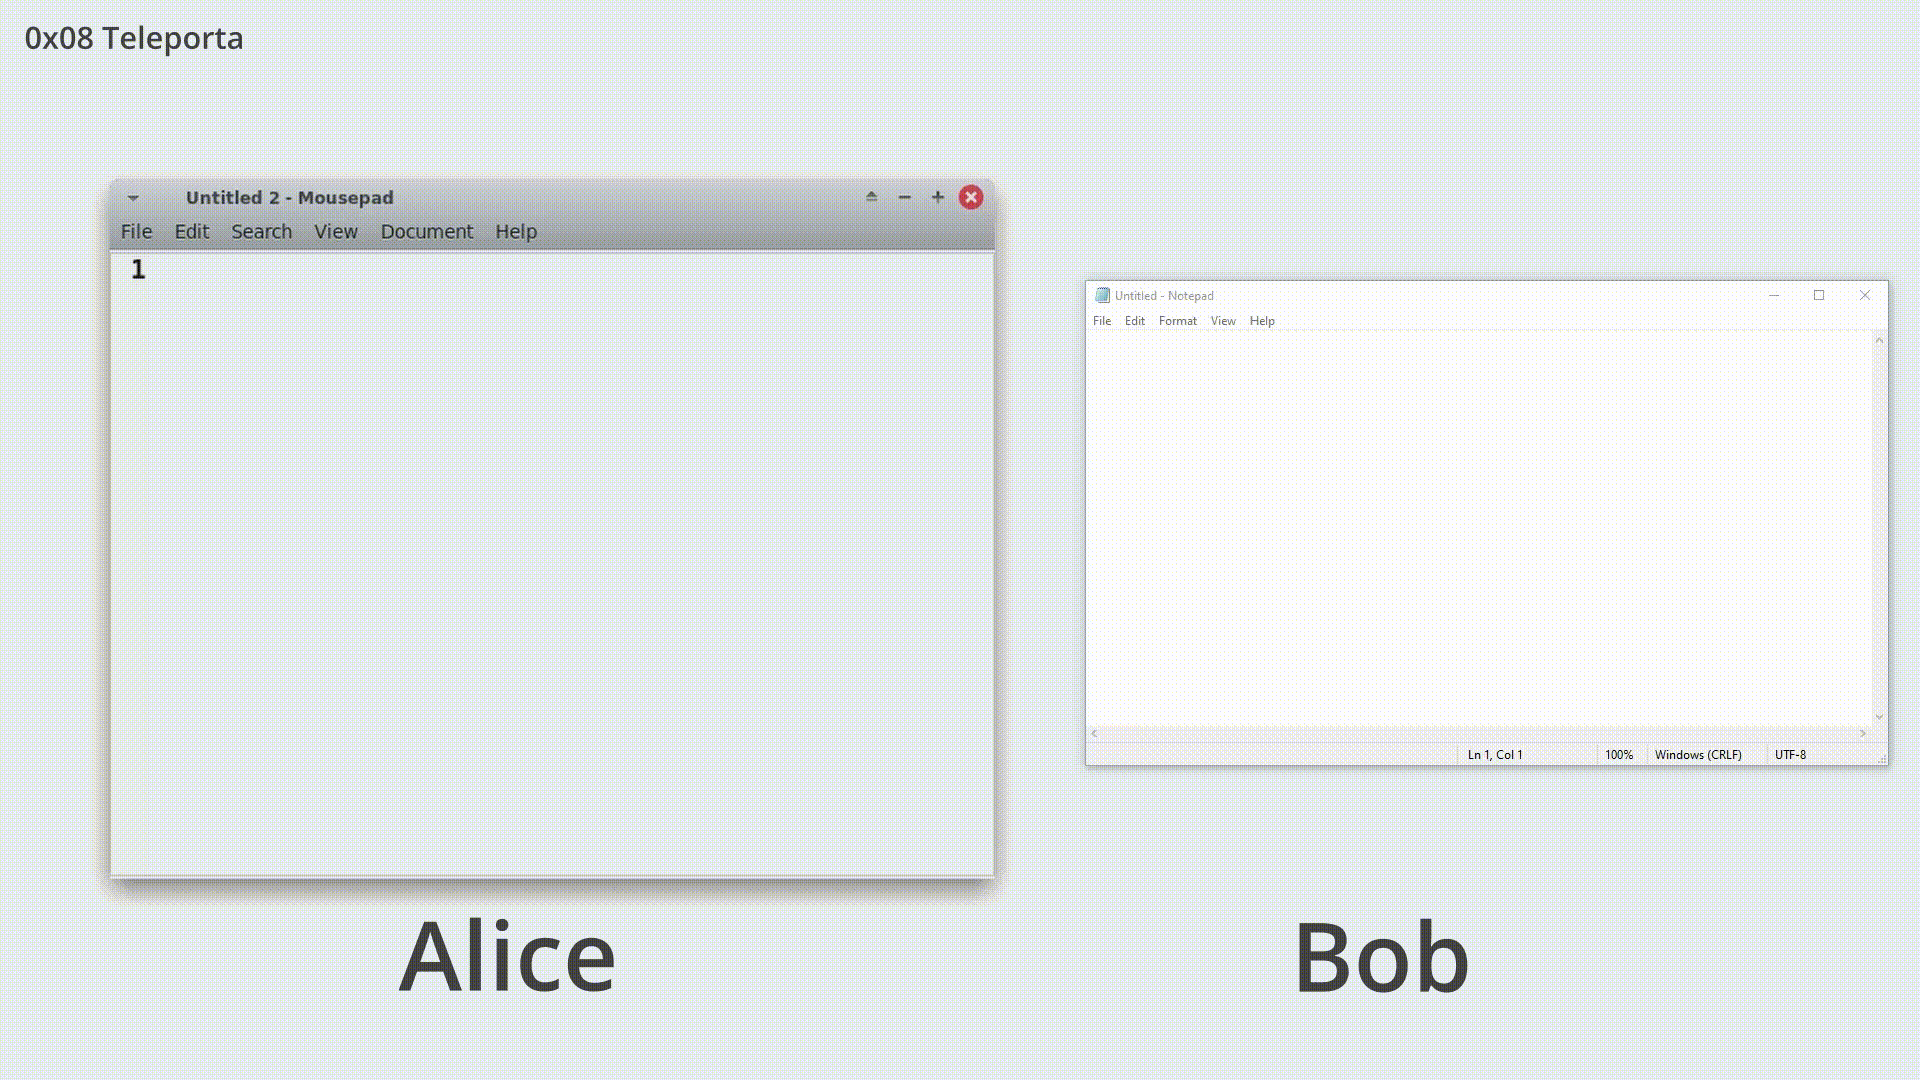 0x08 Teleporta
Untitled 2 - Mousepad
File Edit Search View Document Help
1
Untitled - Notepad
File Edit Format View Help
Ln 1, Col 1 100% Windows (CRLF) UTF-8
Alice
Bob